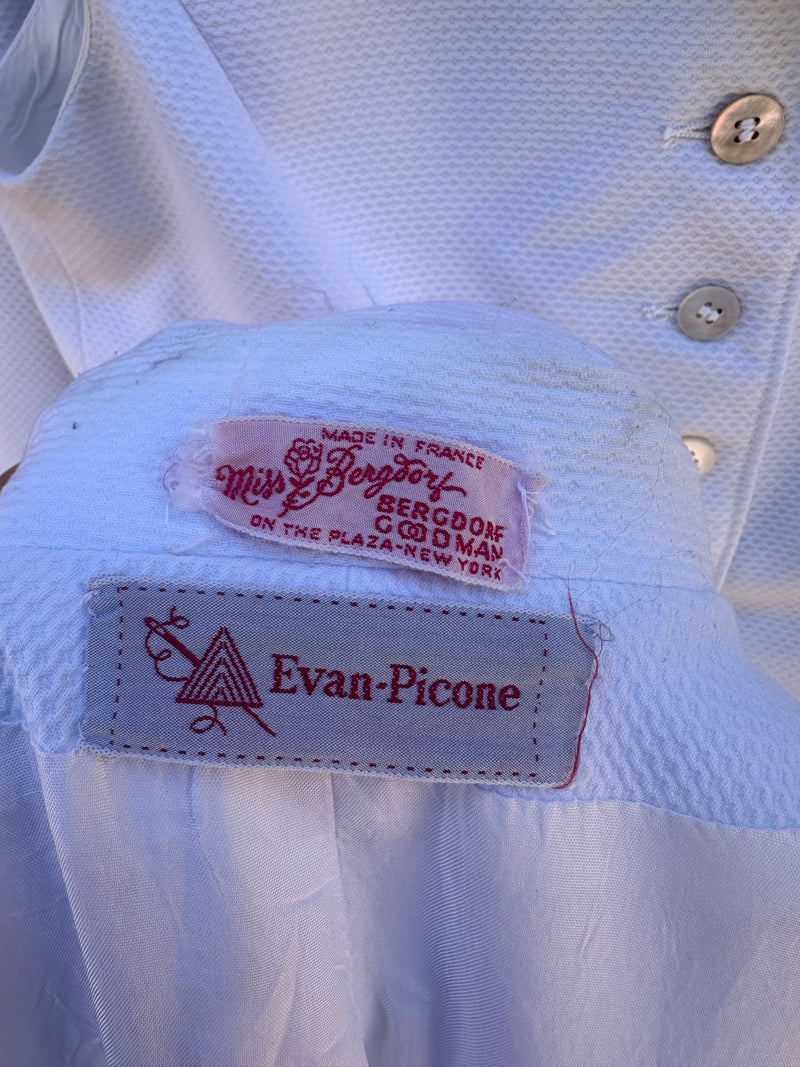 MADE IN FRANCE
Miss Bergdorf
BERGDORF
GOODMAN
ON THE PLAZA-NEW YORK
Evan-Picone